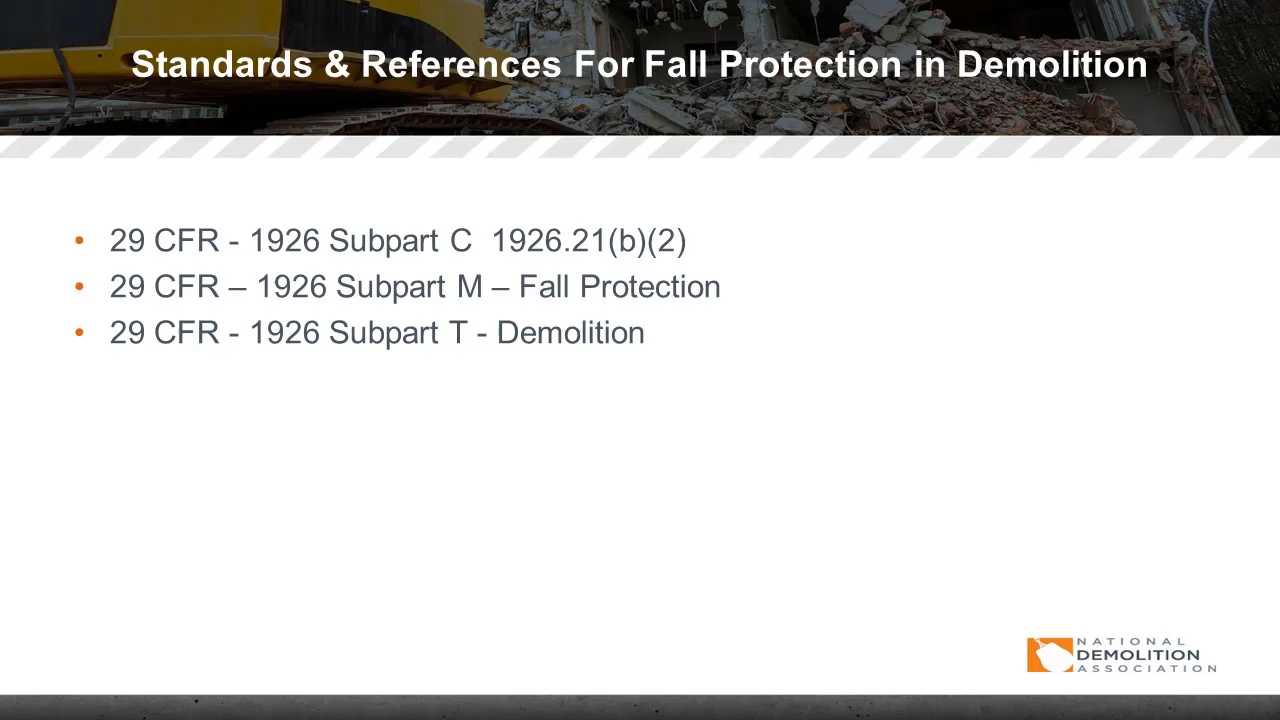 Standards & References For Fall Protection in Demolition
• 29 CFR - 1926 Subpart C  1926.21(b)(2)
• 29 CFR – 1926 Subpart M – Fall Protection
• 29 CFR - 1926 Subpart T - Demolition
NATIONAL
DEMOLITION
ASSOCIATION